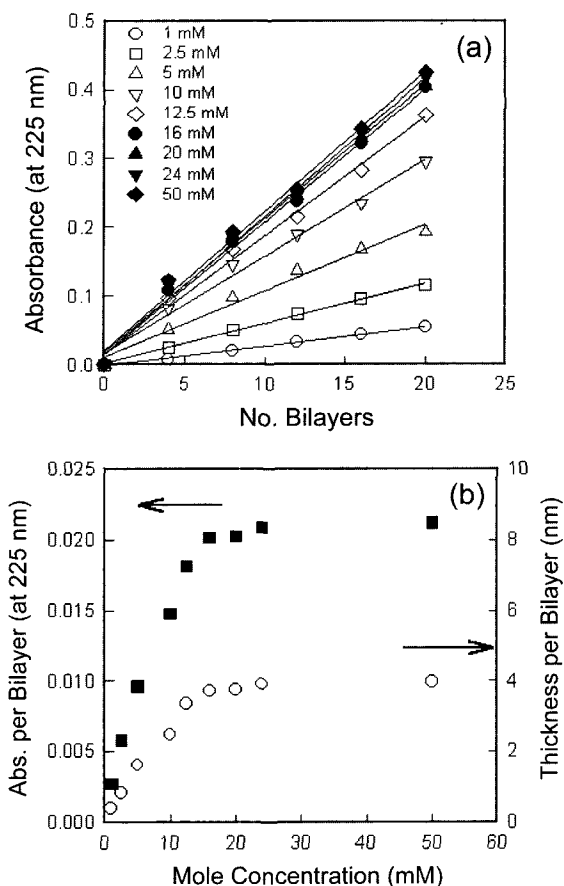 (a)
0.5
0.4
0.3
0.2
0.1
0.0
Absorbance (at 225 nm)
1 mM
2.5 mM
5 mM
10 mM
12.5 mM
16 mM
20 mM
24 mM
50 mM
0 5 10 15 20 25
No. Bilayers
(b)
0.025
0.020
0.015
0.010
0.005
0.000
Abs. per Bilayer (at 225 nm)
10
8
6
4
2
0
Thickness per Bilayer (nm)
0 10 20 30 40 50 60
Mole Concentration (mM)